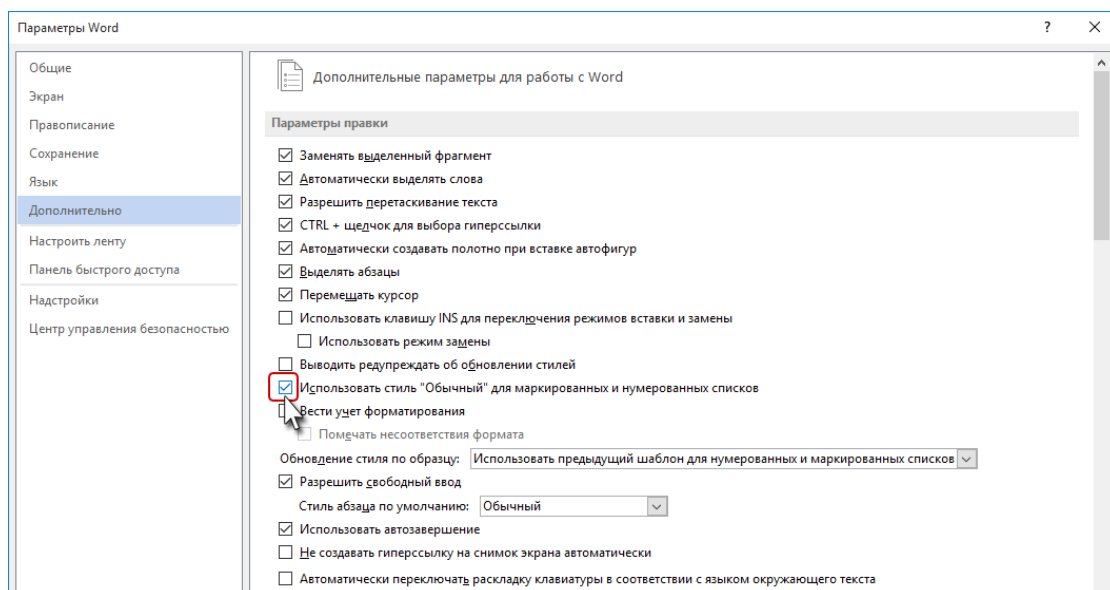 Параметры Word
?
Общие
Экран
Правописание
Сохранение
Язык
Дополнительно
Настроить ленту
Панель быстрого доступа
Надстройки
Центр управления безопасностью
Дополнительные параметры для работы с Word
Параметры правки
Заменять выделенный фрагмент
Автоматически выделять слова
Разрешить перетаскивание текста
CTRL + щелчок для выбора гиперссылки
Автоматически создавать полотно при вставке автофигур
Выделять абзацы
Перемещать курсор
Использовать клавишу INS для переключения режимов вставки и замены
Использовать режим замены
Выводить редупреждать об обновлении стилей
Использовать стиль "Обычный" для маркированных и нумерованных списков
Вести учет форматирования
Помечать несоответствия формата
Обновление стиля по образцу: Использовать предыдущий шаблон для нумерованных и маркированных списков
Разрешить свободный ввод
Стиль абзаца по умолчанию: Обычный
Использовать автозавершение
Не создавать гиперссылку на снимок экрана автоматически
Автоматически переключать раскладку клавиатуры в соответствии с языком окружающего текста